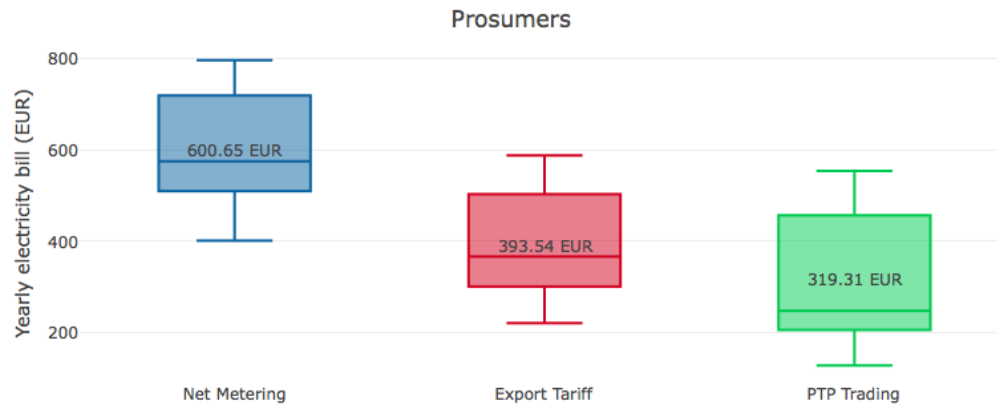 Prosumers
Yearly electricity bill (EUR)
800
600
400
200
600.65 EUR
393.54 EUR
319.31 EUR
Net Metering
Export Tariff
PTP Trading